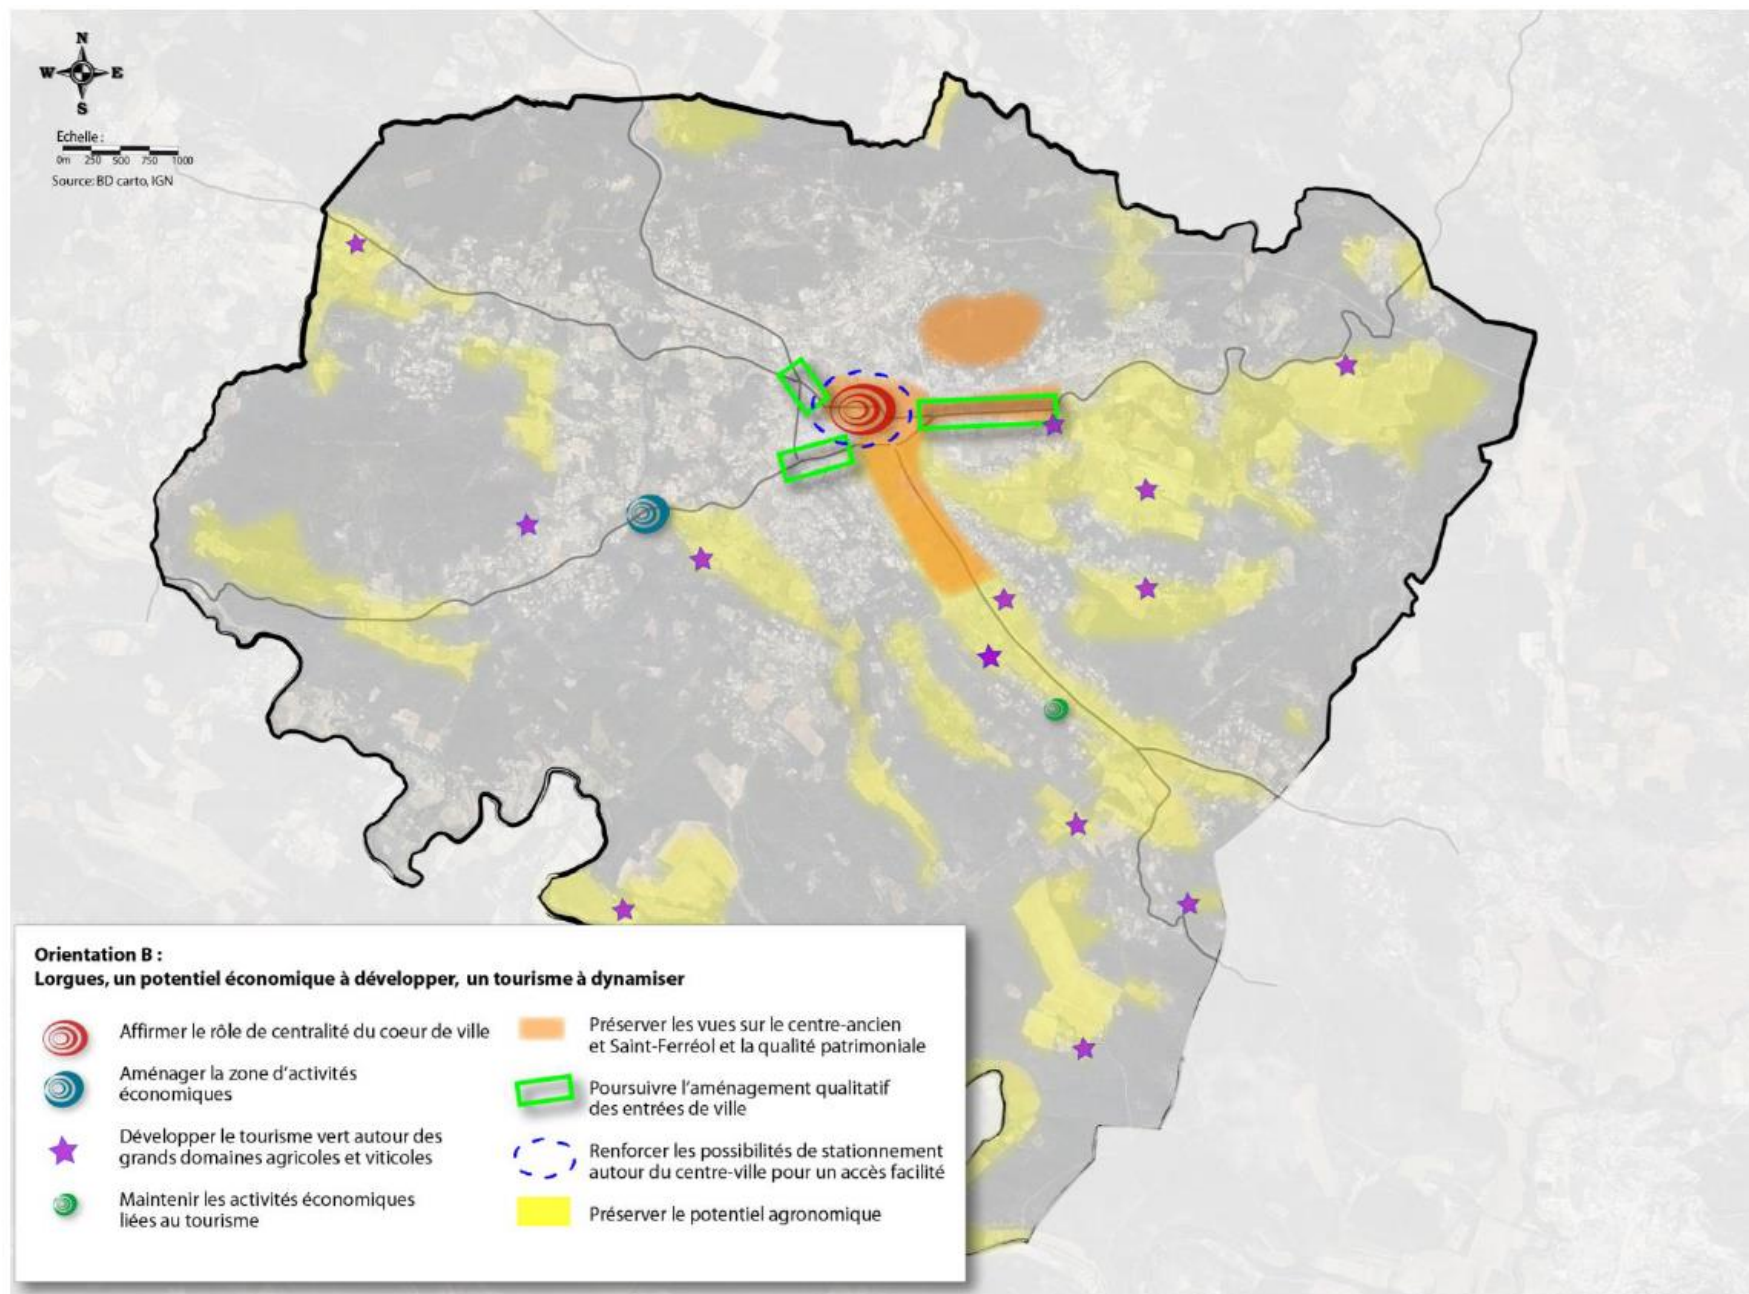 N
W E
S
Echelle :
0m 250 500 750 1000
Source: BD carto, IGN
Orientation B :
Lorgues, un potentiel économique à développer, un tourisme à dynamiser
Affirmer le rôle de centralité du coeur de ville
Aménager la zone d'activités
économiques
Développer le tourisme vert autour des
grands domaines agricoles et viticoles
Maintenir les activités économiques
liées au tourisme
Préserver les vues sur le centre-ancien
et Saint-Ferréol et la qualité patrimoniale
Poursuivre l'aménagement qualitatif
des entrées de ville
Renforcer les possibilités de stationnement
autour du centre-ville pour un accès facilité
Préserver le potentiel agronomique